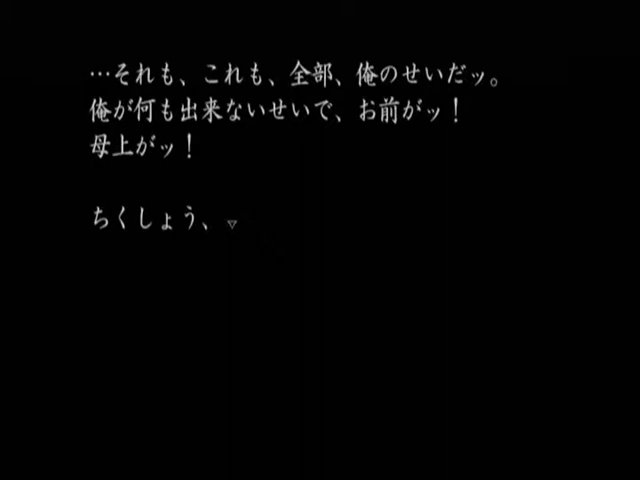 …それも、これも、全部、俺のせいだッ。
俺が何も出来ないせいで、お前がッ！
母上がッ！
ちくしょう、▽